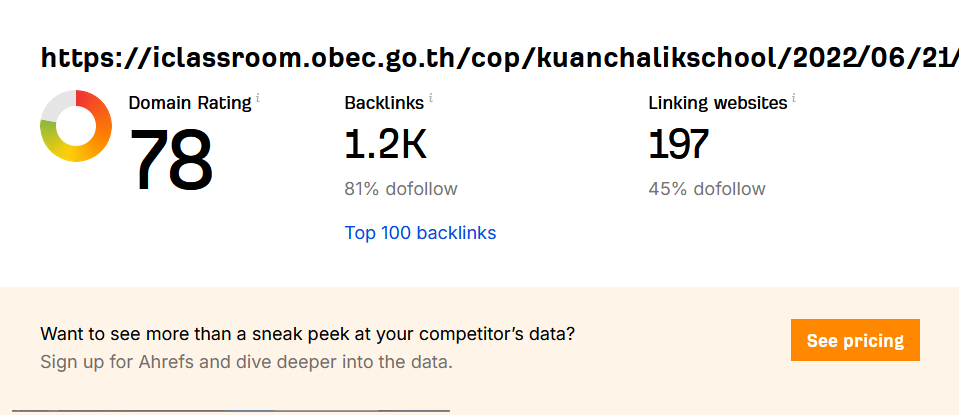 https://iclassroom.obec.go.th/cop/kuanchalikschool/2022/06/21/
Domain Rating i
Backlinks i
Linking websites i
78
1.2K
197
81% dofollow
45% dofollow
Top 100 backlinks
Want to see more than a sneak peek at your competitor's data?
Sign up for Ahrefs and dive deeper into the data.
See pricing